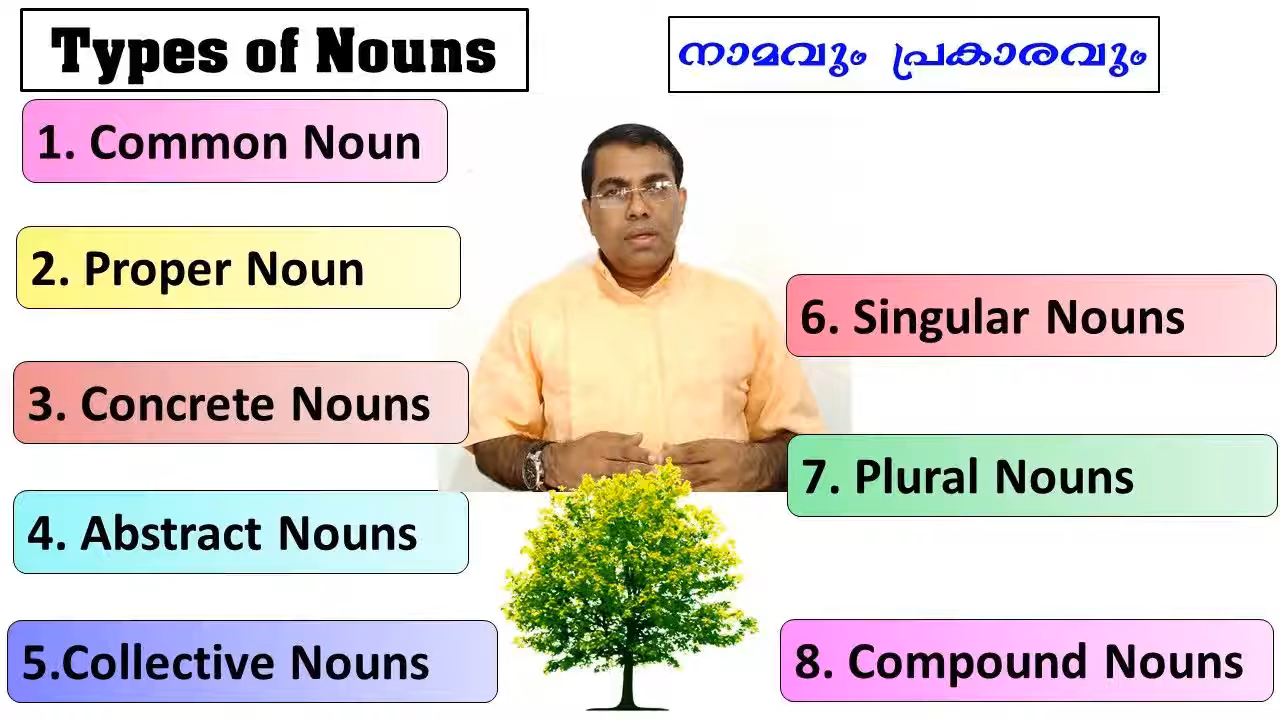 Types of Nouns
നാമവും പ്രകാരവും
1. Common Noun
2. Proper Noun
3. Concrete Nouns
4. Abstract Nouns
5.Collective Nouns
6. Singular Nouns
7. Plural Nouns
8. Compound Nouns